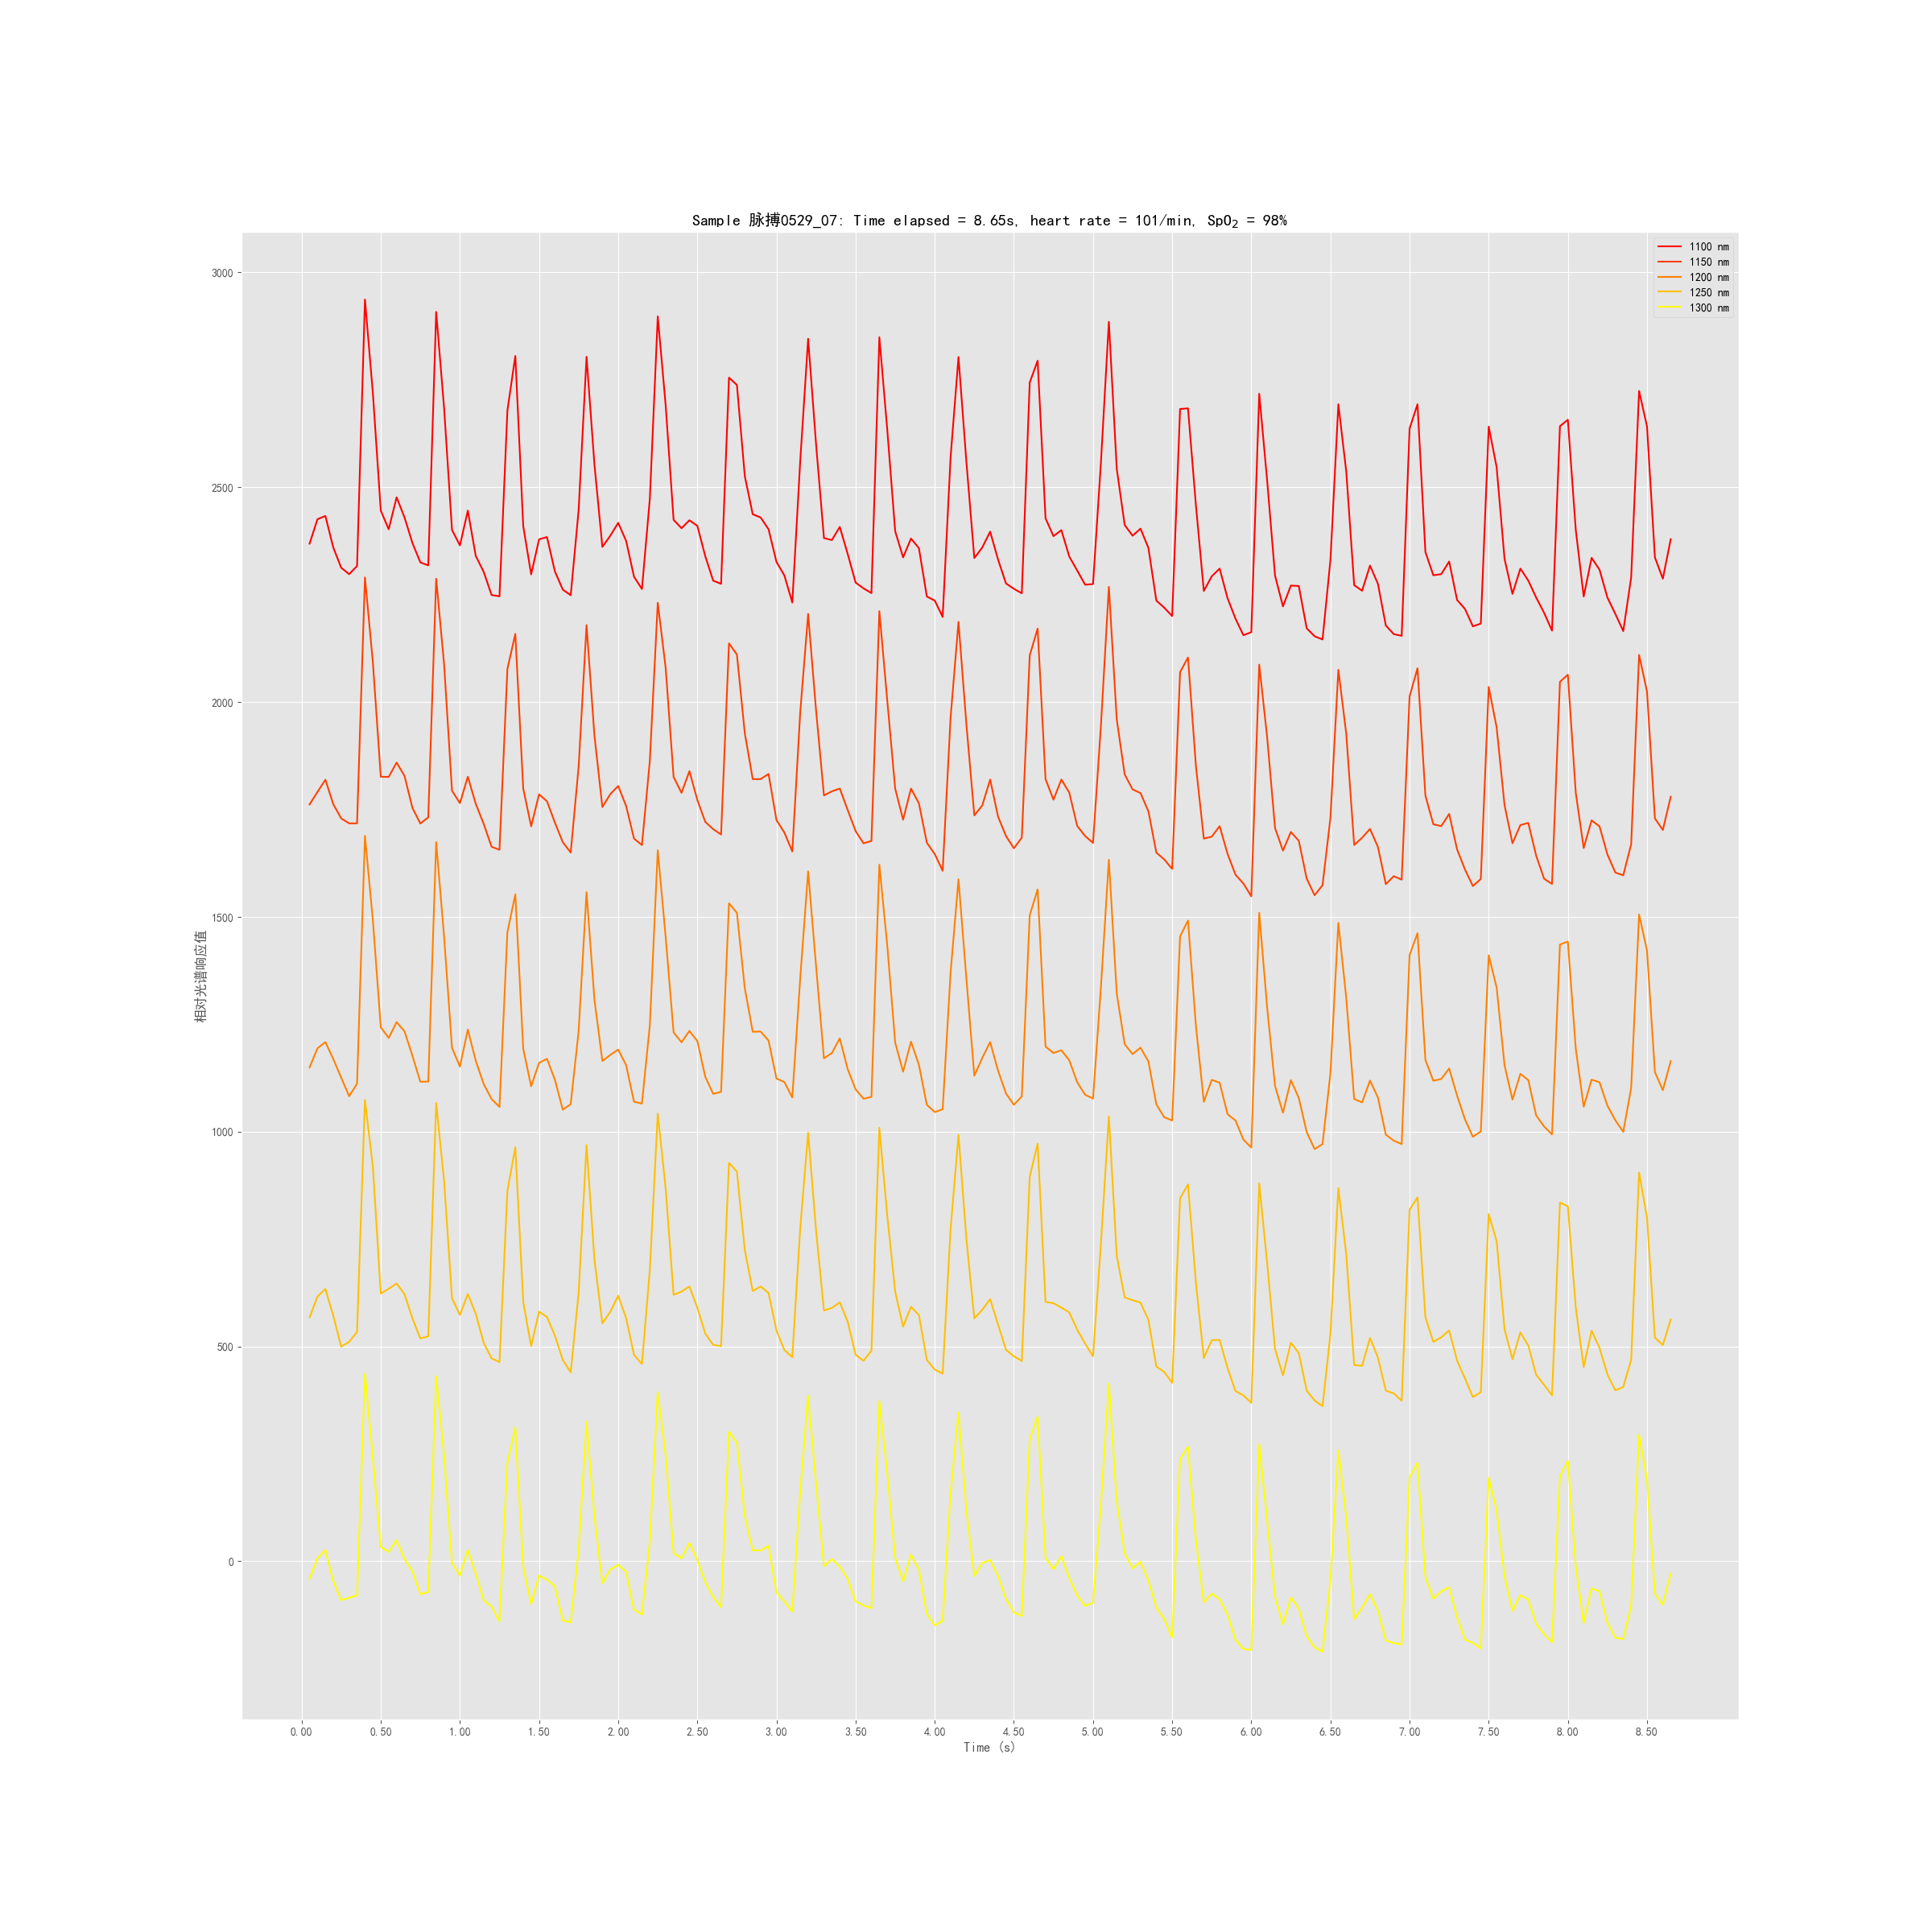 Sample 脉搏0529_07: Time elapsed = 8.65s, heart rate = 101/min, SpO₂ = 98%
1100 nm
1150 nm
1200 nm
1250 nm
1300 nm
3000
2500
2000
1500
1000
500
0
相对光谱响应值
0.00 0.50 1.00 1.50 2.00 2.50 3.00 3.50 4.00 4.50 5.00 5.50 6.00 6.50 7.00 7.50 8.00 8.50
Time (s)